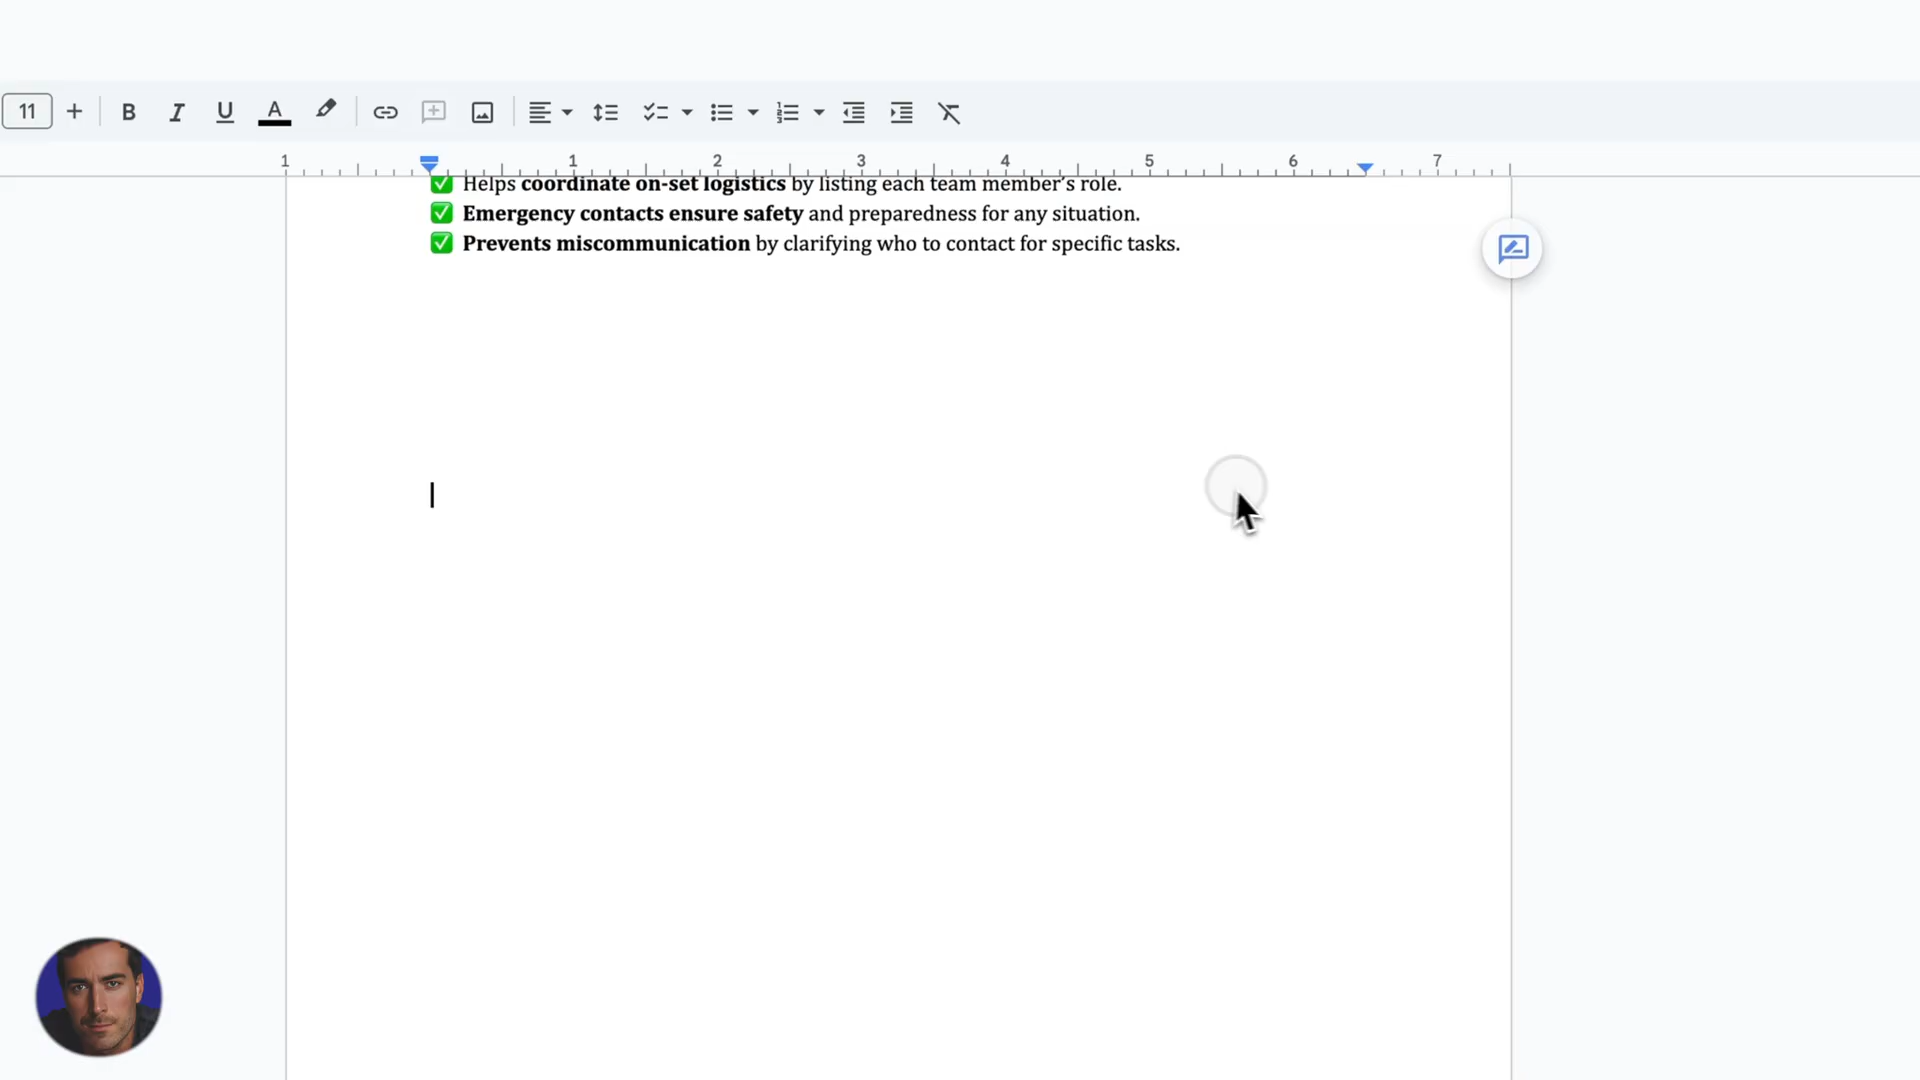 11
1 1 2 3 4 5 6 7
✅ Helps coordinate on-set logistics by listing each team member's role.
✅ Emergency contacts ensure safety and preparedness for any situation.
✅ Prevents miscommunication by clarifying who to contact for specific tasks.